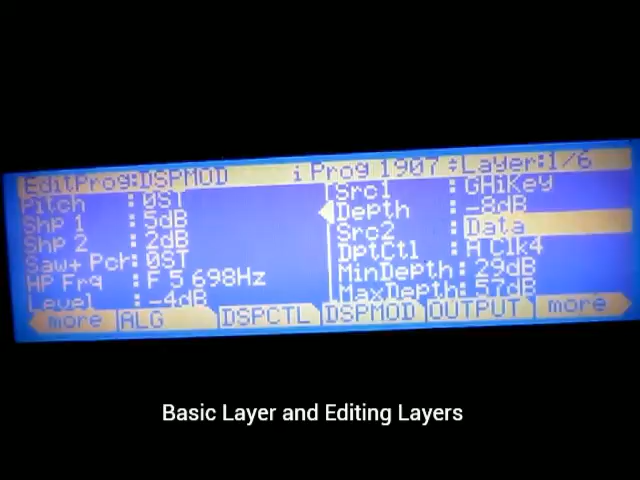 EditProg:DSPMOD i Prog 1907 Layer:1/6
Pitch : 0ST
Shp 1 : 5dB
Shp 2 : 2dB
Saw+ Pch: 0ST
HP Frq : F 5 698Hz
Level : -4dB
Src1 : GHiKey
Depth : -8dB
Src2 : Data
DptCtl : A Clk4
MinDepth : 29dB
MaxDepth: 57dB
more ALG DSPCTL DSPMOD OUTPUT more
Basic Layer and Editing Layers